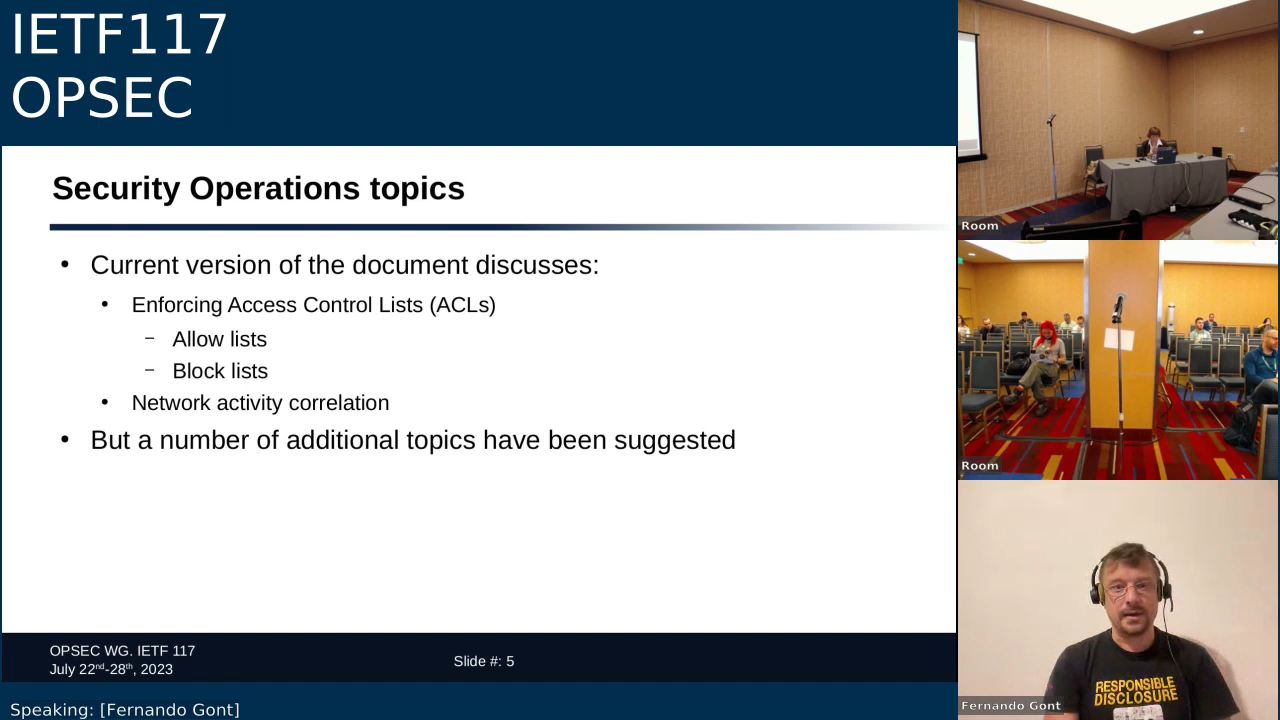 IETF117
OPSEC
Security Operations topics
• Current version of the document discusses:
• Enforcing Access Control Lists (ACLs)
– Allow lists
– Block lists
• Network activity correlation
• But a number of additional topics have been suggested
OPSEC WG. IETF 117
July 22nd-28th, 2023
Slide #: 5
Speaking: [Fernando Gont]
Room
Room
RESPONSIBLE
DISCLOSURE
Fernando Gont